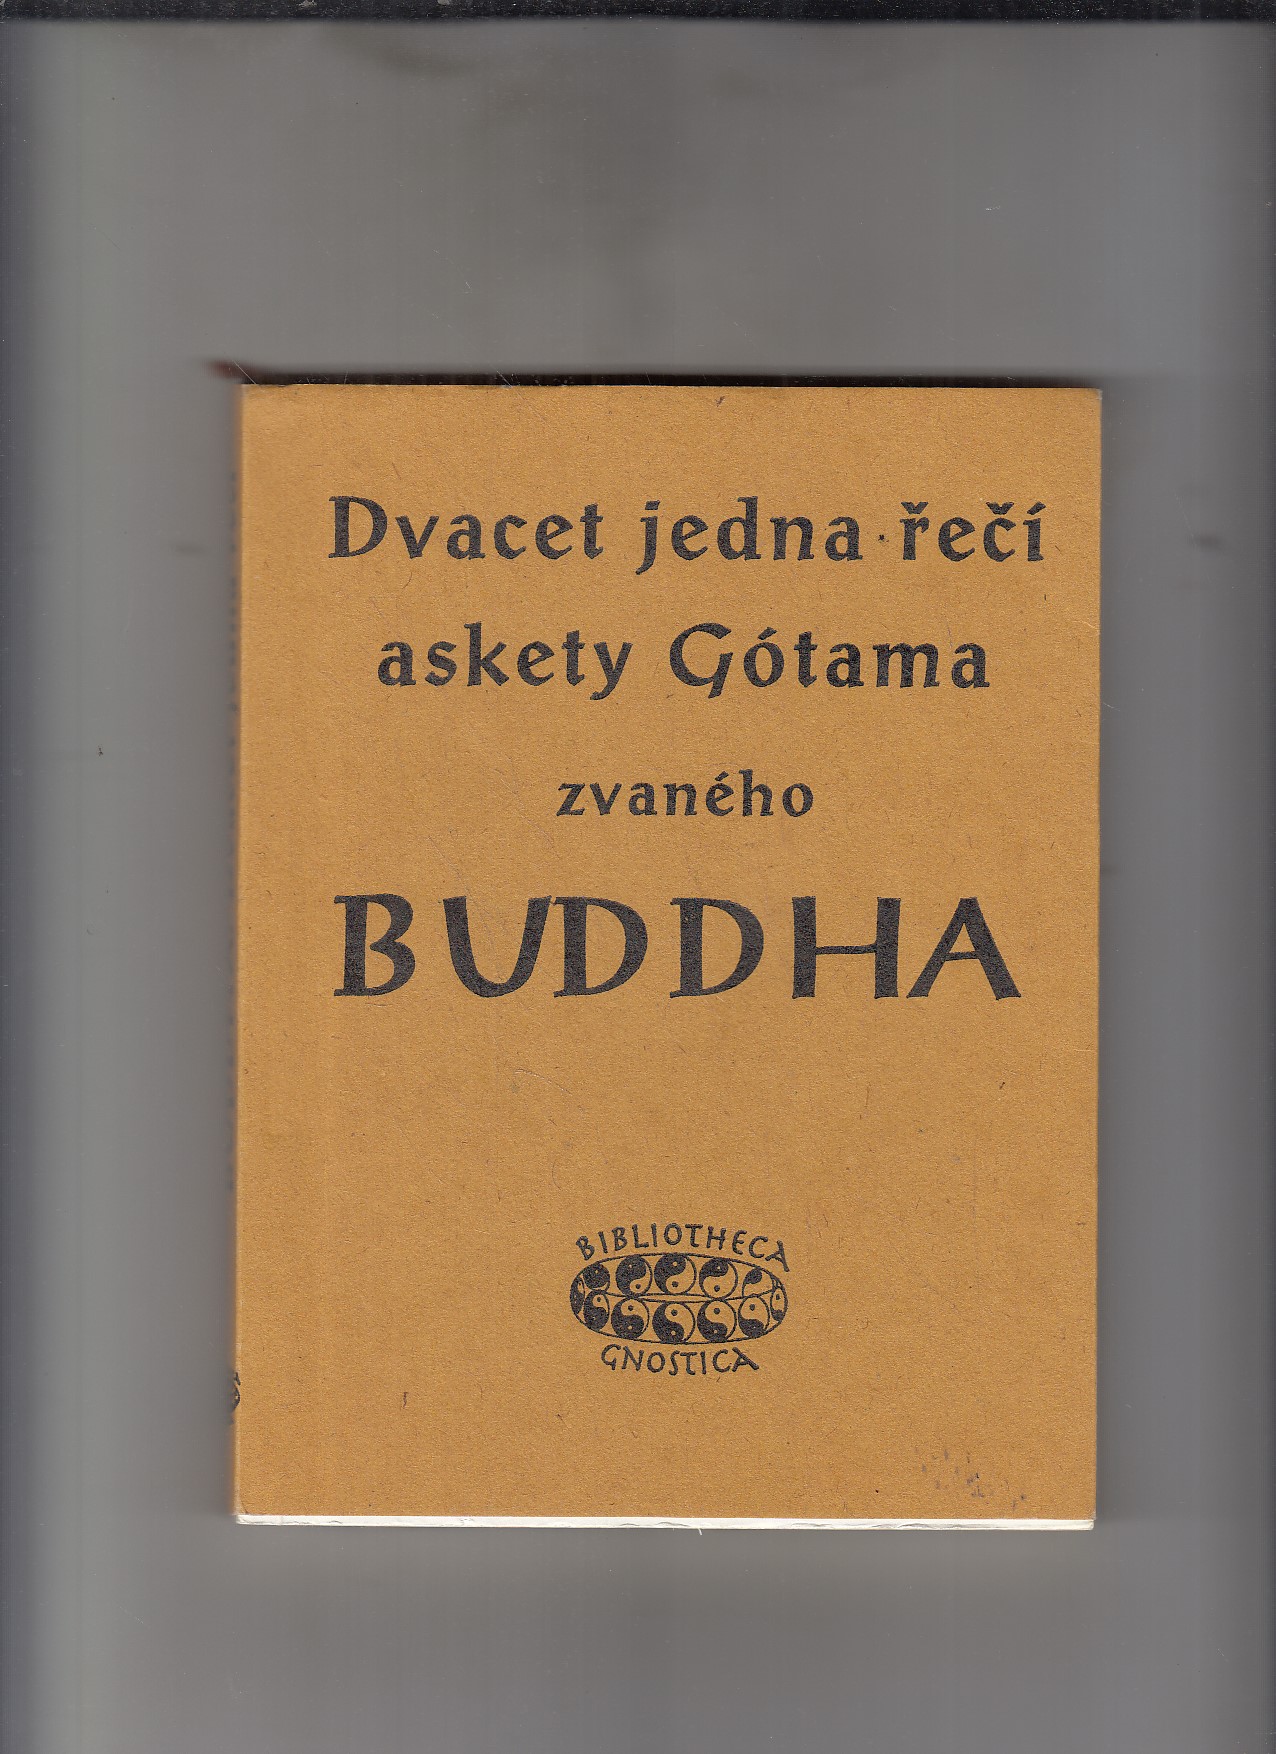 Dvacet jedna řečí
askety Gótama
zvaného
BUDDHA
BIBLIOTHECA
GNOSTICA